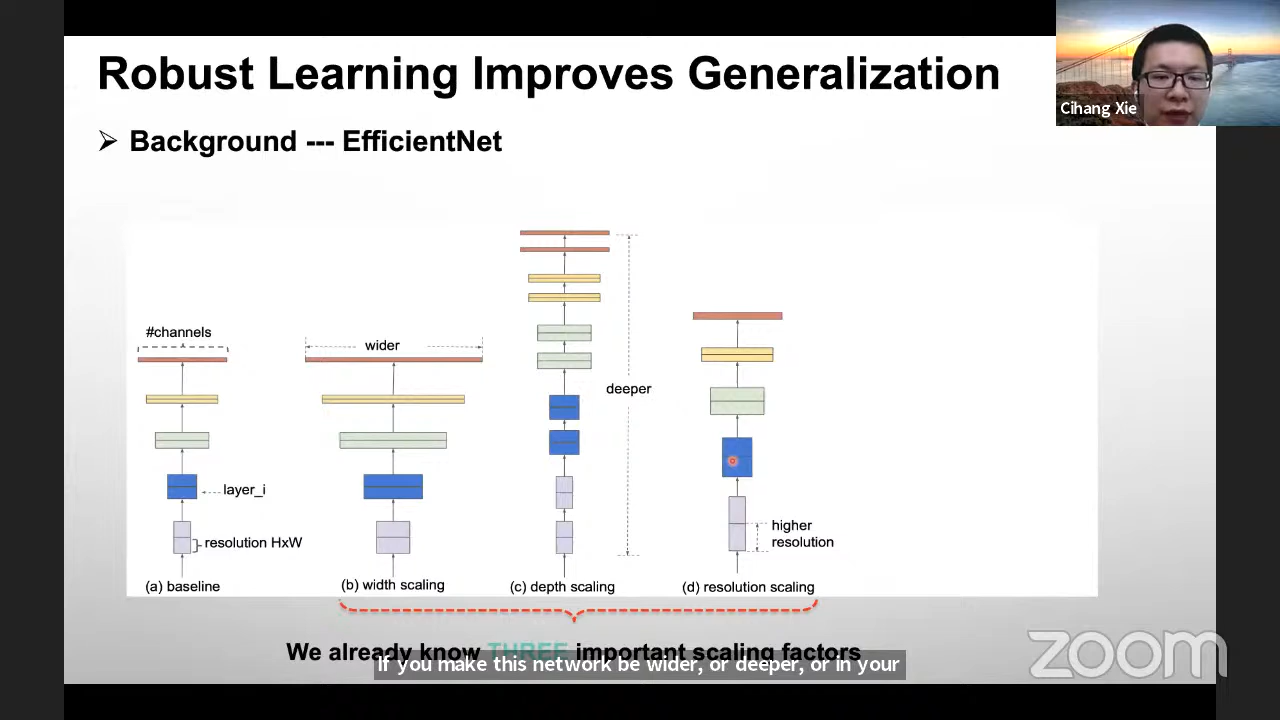 Robust Learning Improves Generalization
Cihang Xie
➢ Background --- EfficientNet
#channels
wider
deeper
layer_i
resolution HxW
higher
resolution
(a) baseline
(b) width scaling
(c) depth scaling
(d) resolution scaling
We already know THREE important scaling factors
If you make this network be wider, or deeper, or in your
zoom